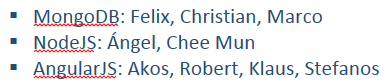 ▪ MongoDB: Felix, Christian, Marco
▪ NodeJS: Ángel, Chee Mun
▪ AngularJS: Akos, Robert, Klaus, Stefanos